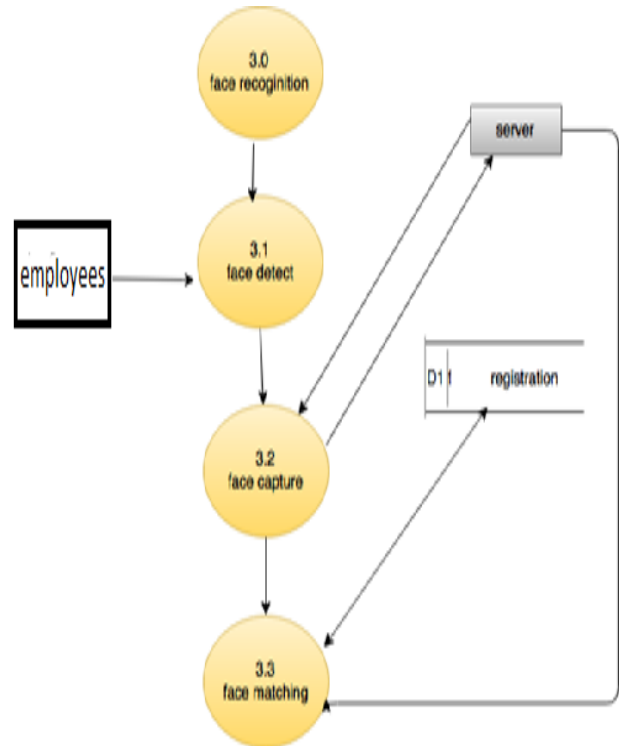 3.0
face recoginition
server
3.1
face detect
employees
D1 1 registration
3.2
face capture
3.3
face matching